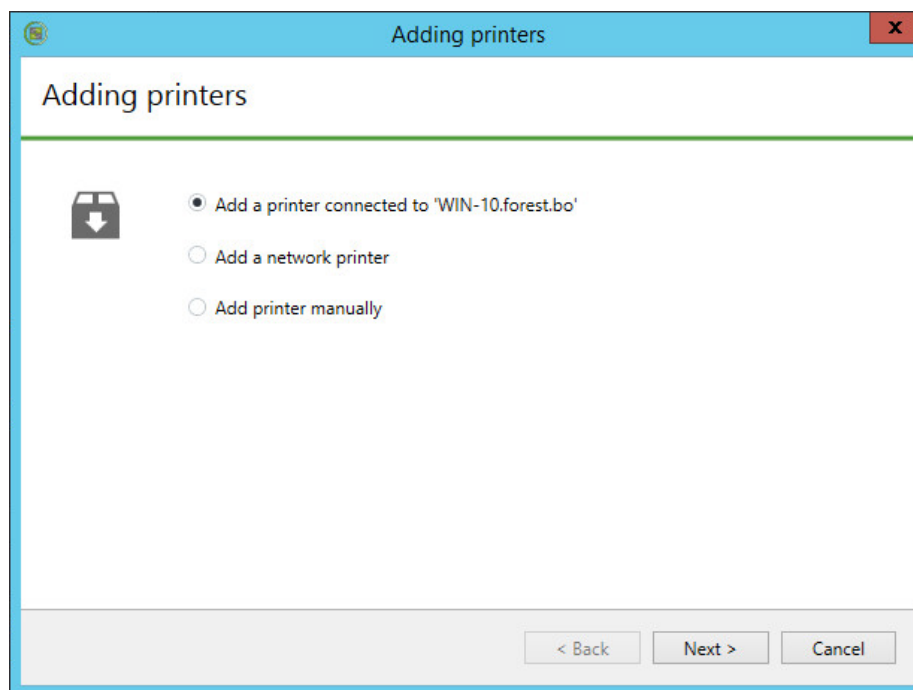 Adding printers
x
Adding printers
Add a printer connected to 'WIN-10.forest.bo'
Add a network printer
Add printer manually
< Back Next > Cancel